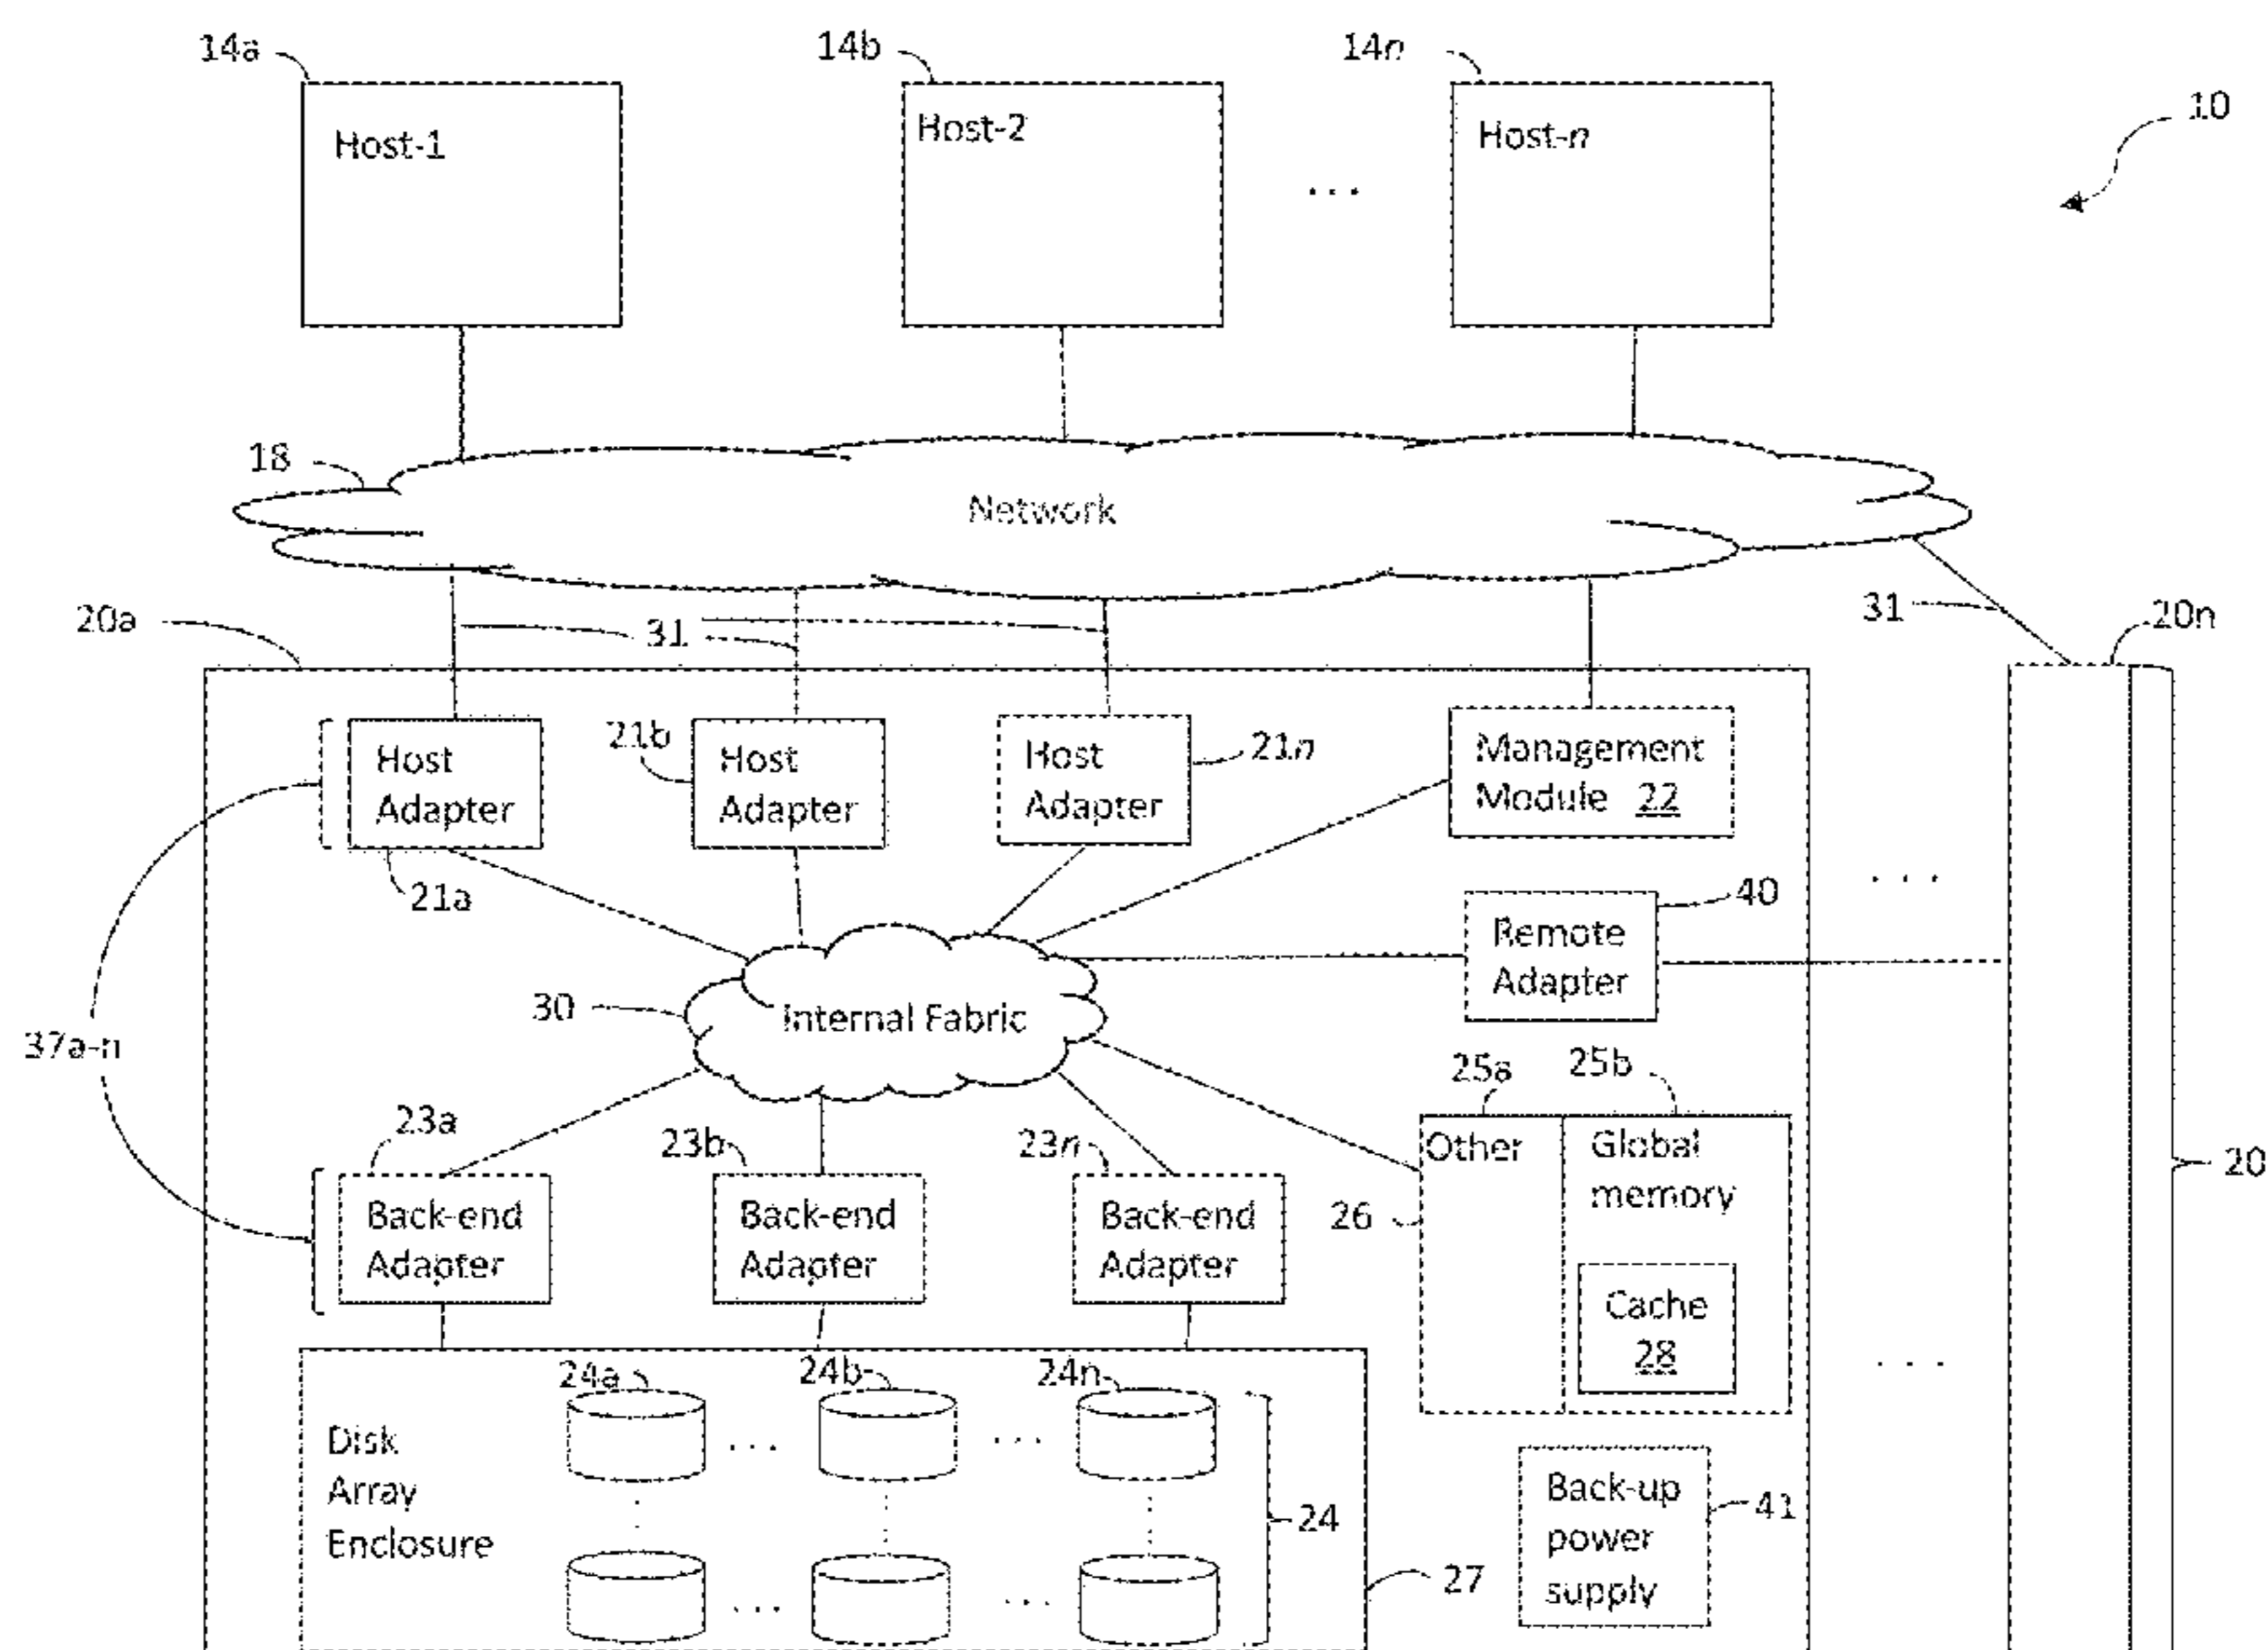 14a
14b
14n
10
Host-1
Host-2
Host-n
...
18
Network
20a
31
31
20n
Host
Adapter
21b
Host
Adapter
Host
Adapter
21n
Management
Module 22
21a
...
40
Remote
Adapter
30
Internal Fabric
37a-n
25a
25b
23a
23b
23n
Other
Global
memory
20
Back-end
Adapter
Back-end
Adapter
Back-end
Adapter
26
Cache
28
...
24a
24b
24n
Disk
Array
Enclosure
...
...
24
Back-up
power
supply
41
27
...
...